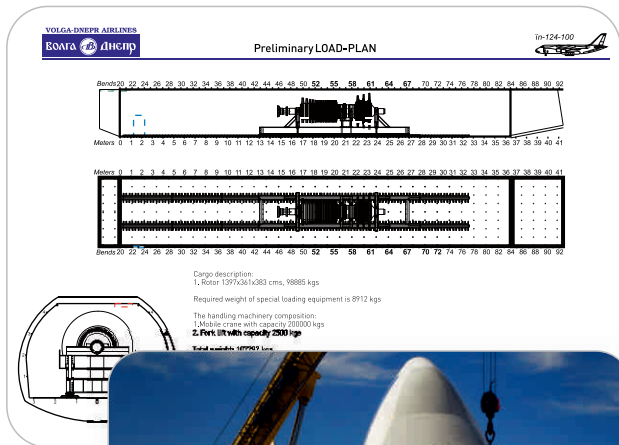 VOLGA-DNEPR AIRLINES
Волга Днепр
Preliminary LOAD-PLAN
In-124-100
Bends 20 22 24 26 28 30 32 34 36 38 40 42 44 46 48 50 52 55 58 61 64 67 70 72 74 76 78 80 82 84 86 88 90 92
Meters 0 1 2 3 4 5 6 7 8 9 10 11 12 13 14 15 16 17 18 19 20 21 22 23 24 25 26 27 28 29 30 31 32 33 34 35 36 37 38 39 40 41
Meters 0 1 2 3 4 5 6 7 8 9 10 11 12 13 14 15 16 17 18 19 20 21 22 23 24 25 26 27 28 29 30 31 32 33 34 35 36 37 38 39 40 41
Bends 20 22 24 26 28 30 32 34 36 38 40 42 44 46 48 50 52 55 58 61 64 67 70 72 74 76 78 80 82 84 86 88 90 92
Cargo description:
1. Rotor 1397x361x383 cms, 98885 kgs
Required weight of special loading equipment is 8912 kgs
The handling machinery composition:
1.Mobile crane with capacity 200000 kgs
2. Fork lift with capacity 2500 kgs